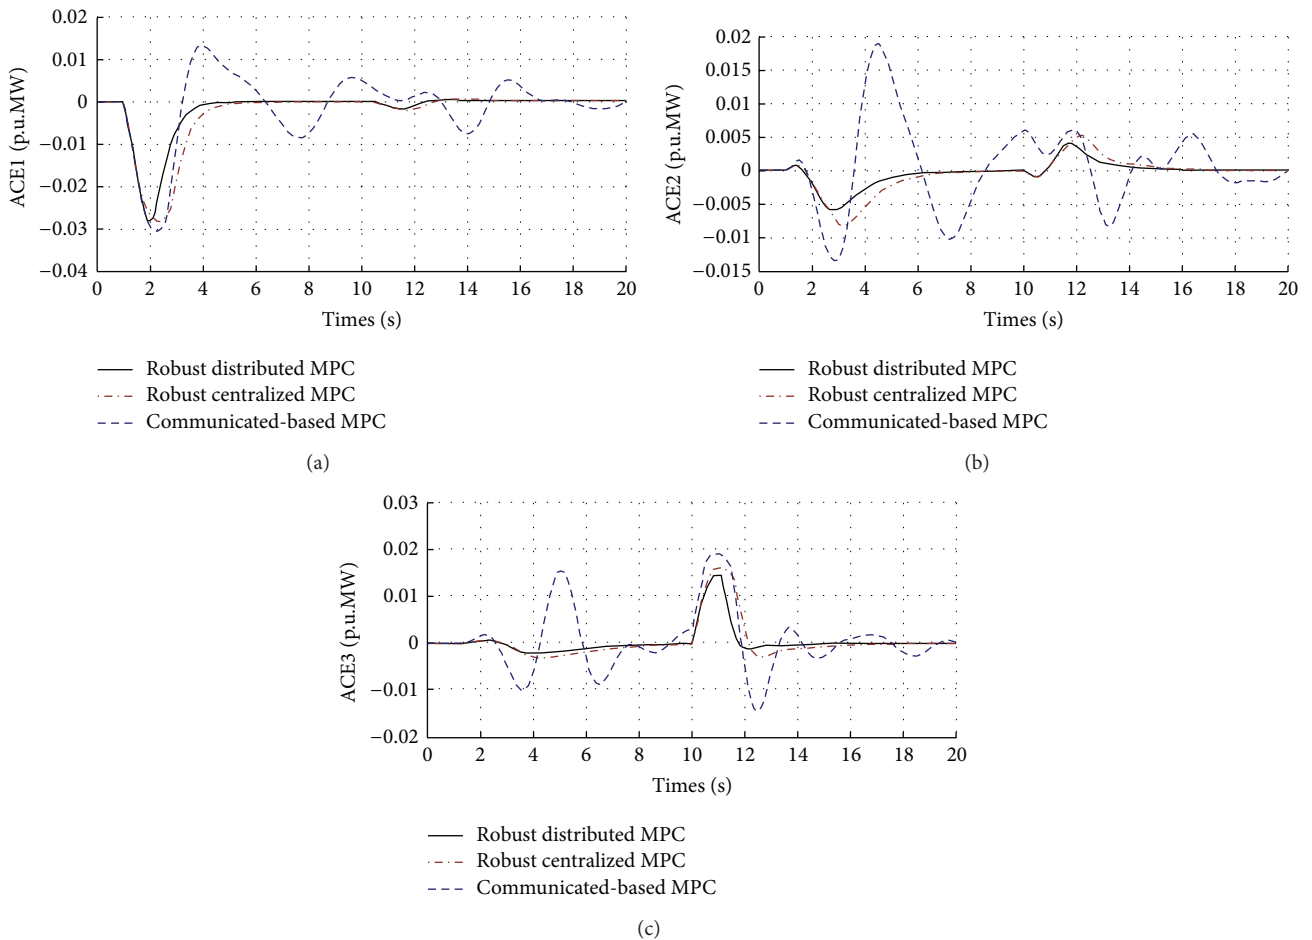 0.02
0.01
0
−0.01
−0.02
−0.03
−0.04
ACE1 (p.u.MW)
0 2 4 6 8 10 12 14 16 18 20
Times (s)
Robust distributed MPC
Robust centralized MPC
Communicated-based MPC
(a)
0.02
0.015
0.01
0.005
0
−0.005
−0.01
−0.015
ACE2 (p.u.MW)
0 2 4 6 8 10 12 14 16 18 20
Times (s)
Robust distributed MPC
Robust centralized MPC
Communicated-based MPC
(b)
0.03
0.02
0.01
0
−0.01
−0.02
ACE3 (p.u.MW)
0 2 4 6 8 10 12 14 16 18 20
Times (s)
Robust distributed MPC
Robust centralized MPC
Communicated-based MPC
(c)